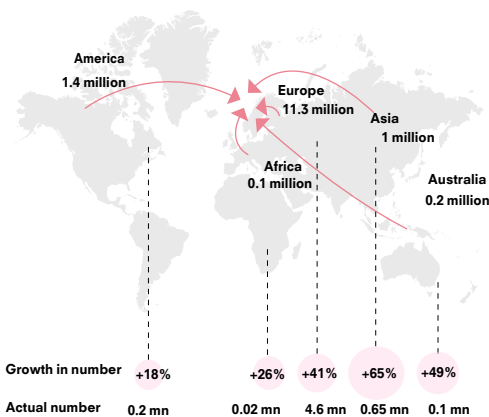 America
1.4 million
Europe
11.3 million
Asia
1 million
Africa
0.1 million
Australia
0.2 million
Growth in number +18% +26% +41% +65% +49%
Actual number 0.2 mn 0.02 mn 4.6 mn 0.65 mn 0.1 mn